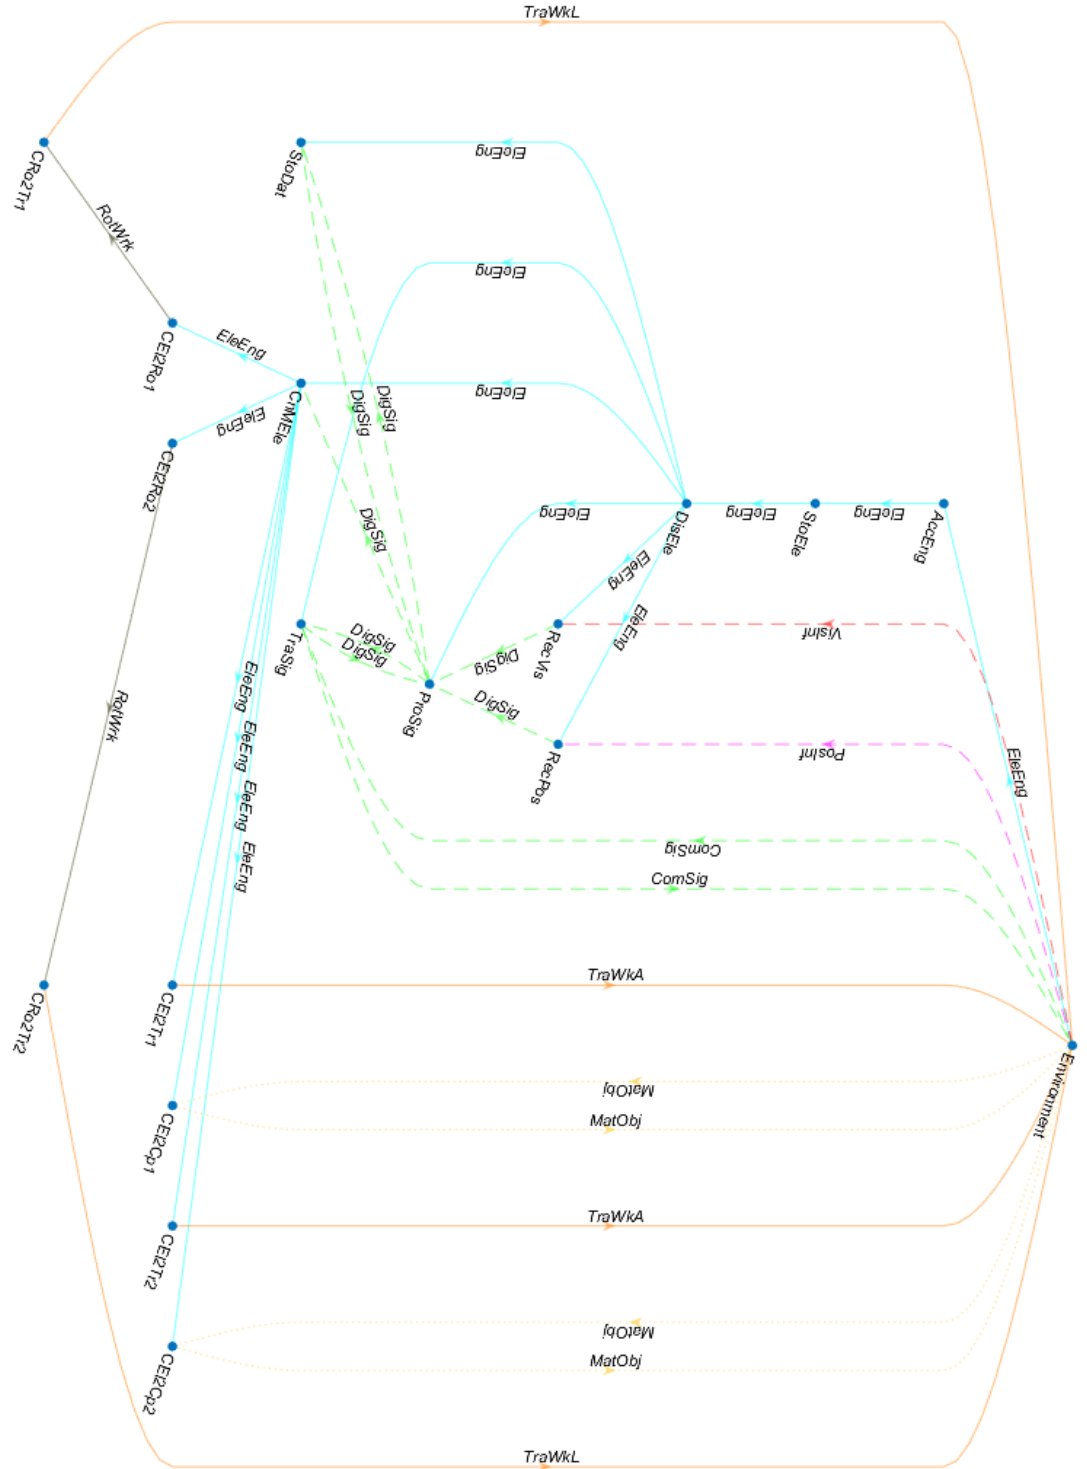 TraWkL
CRo2Tr1
StoDat
EleEng
RotWrk
EleEng
CEl2Ro1
EleEng
CnMEle
EleEng
DigSig
DigSig
EleEng
CEl2Ro2
DigSig
EleEng
DisEle
EleEng
StoEle
EleEng
AccEng
EleEng
EleEng
TraSig
DigSig
DigSig
DigSig
RecVis
VisInf
ProSig
DigSig
RecPos
PosInf
EleEng
RotWrk
EleEng
EleEng
EleEng
EleEng
ComSig
ComSig
CRo2Tr2
CEl2Tr1
TraWkA
Environment
MatObj
CEl2Cp1
MatObj
CEl2Tr2
TraWkA
MatObj
CEl2Cp2
MatObj
TraWkL